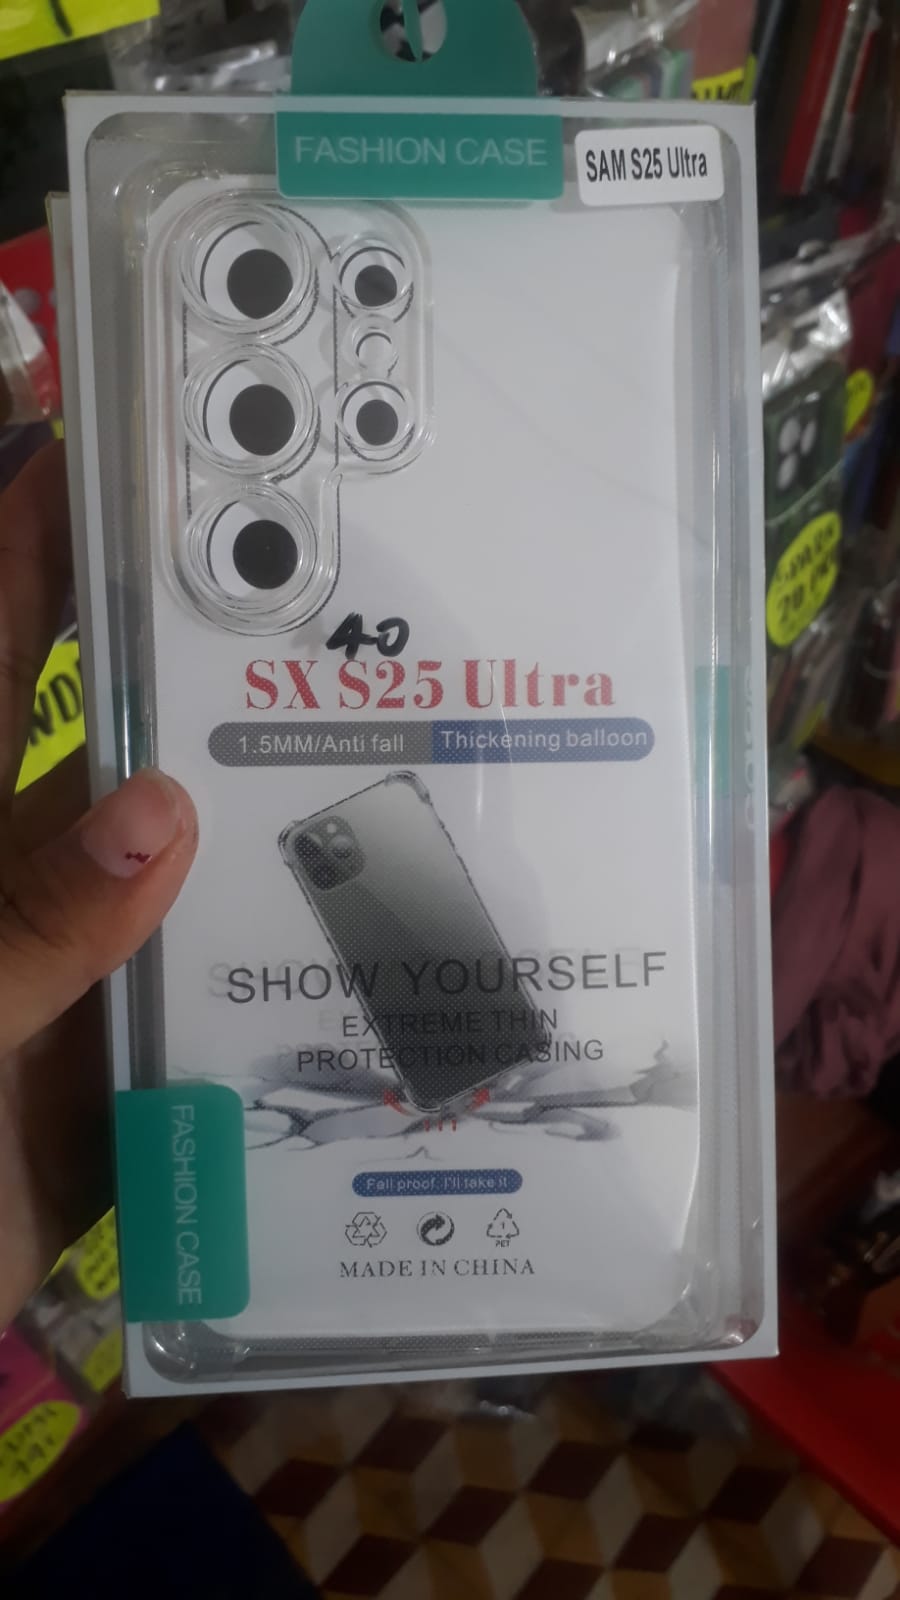 FASHION CASE
SAM S25 Ultra
40
SX S25 Ultra
1.5MM/Anti fall
Thickening balloon
SHOW YOURSELF
EXTREME THIN
PROTECTION CASING
Fall proof, I'll take it
PET
MADE IN CHINA
FASHION CASE